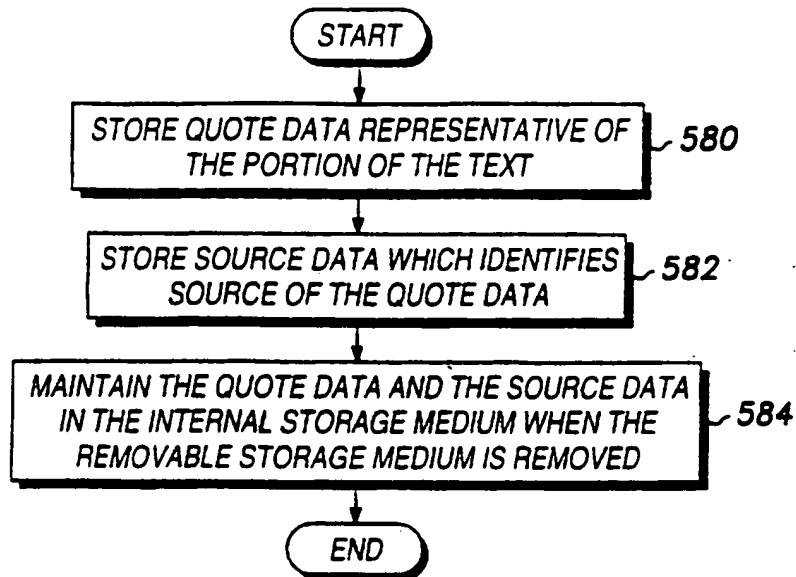 START
STORE QUOTE DATA REPRESENTATIVE OF
THE PORTION OF THE TEXT
580
STORE SOURCE DATA WHICH IDENTIFIES
SOURCE OF THE QUOTE DATA
582
MAINTAIN THE QUOTE DATA AND THE SOURCE DATA
IN THE INTERNAL STORAGE MEDIUM WHEN THE
REMOVABLE STORAGE MEDIUM IS REMOVED
584
END